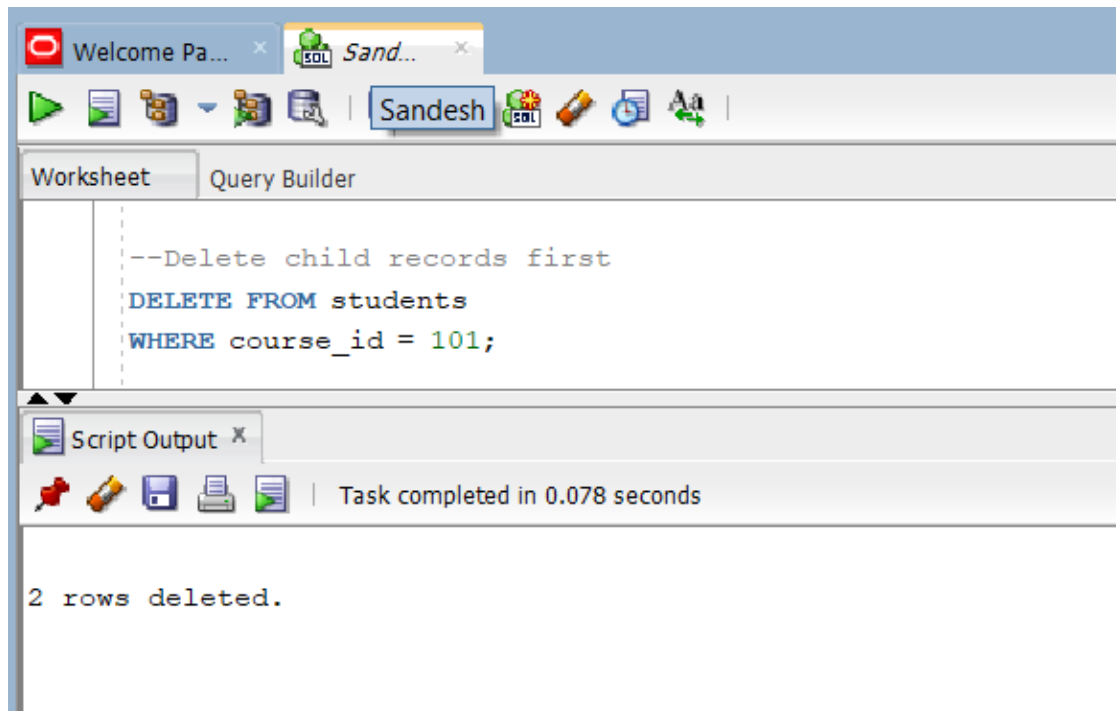 Welcome Pa... Sand...
Sandesh
Worksheet Query Builder
--Delete child records first
DELETE FROM students
WHERE course_id = 101;
Script Output
Task completed in 0.078 seconds
2 rows deleted.